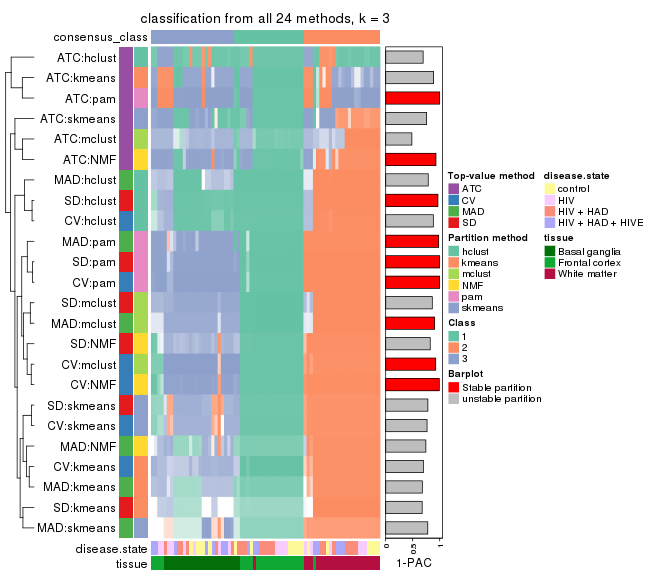 classification from all 24 methods, k = 3
consensus_class
ATC:hclust
ATC:kmeans
ATC:pam
ATC:skmeans
ATC:mclust
ATC:NMF
MAD:hclust
SD:hclust
CV:hclust
MAD:pam
SD:pam
CV:pam
SD:mclust
MAD:mclust
SD:NMF
CV:mclust
CV:NMF
SD:skmeans
CV:skmeans
MAD:NMF
CV:kmeans
MAD:kmeans
SD:kmeans
MAD:skmeans
disease.state
tissue
0
0.5
1
1-PAC
Top-value method
ATC
CV
MAD
SD
Partition method
hclust
kmeans
mclust
NMF
pam
skmeans
Class
1
2
3
Barplot
Stable partition
unstable partition
disease.state
control
HIV
HIV + HAD
HIV + HAD + HIVE
tissue
Basal ganglia
Frontal cortex
White matter